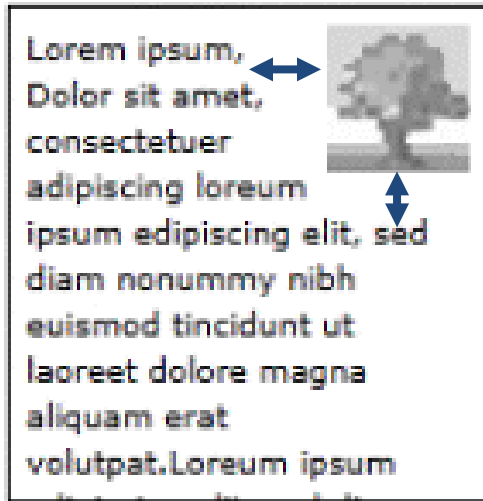 Lorem ipsum,
Dolor sit amet,
consectetuer
adipiscing loreum
ipsum edipiscing elit, sed
diam nonummy nibh
euismod tincidunt ut
laoreet dolore magna
aliquam erat
volutpat.Loreum ipsum